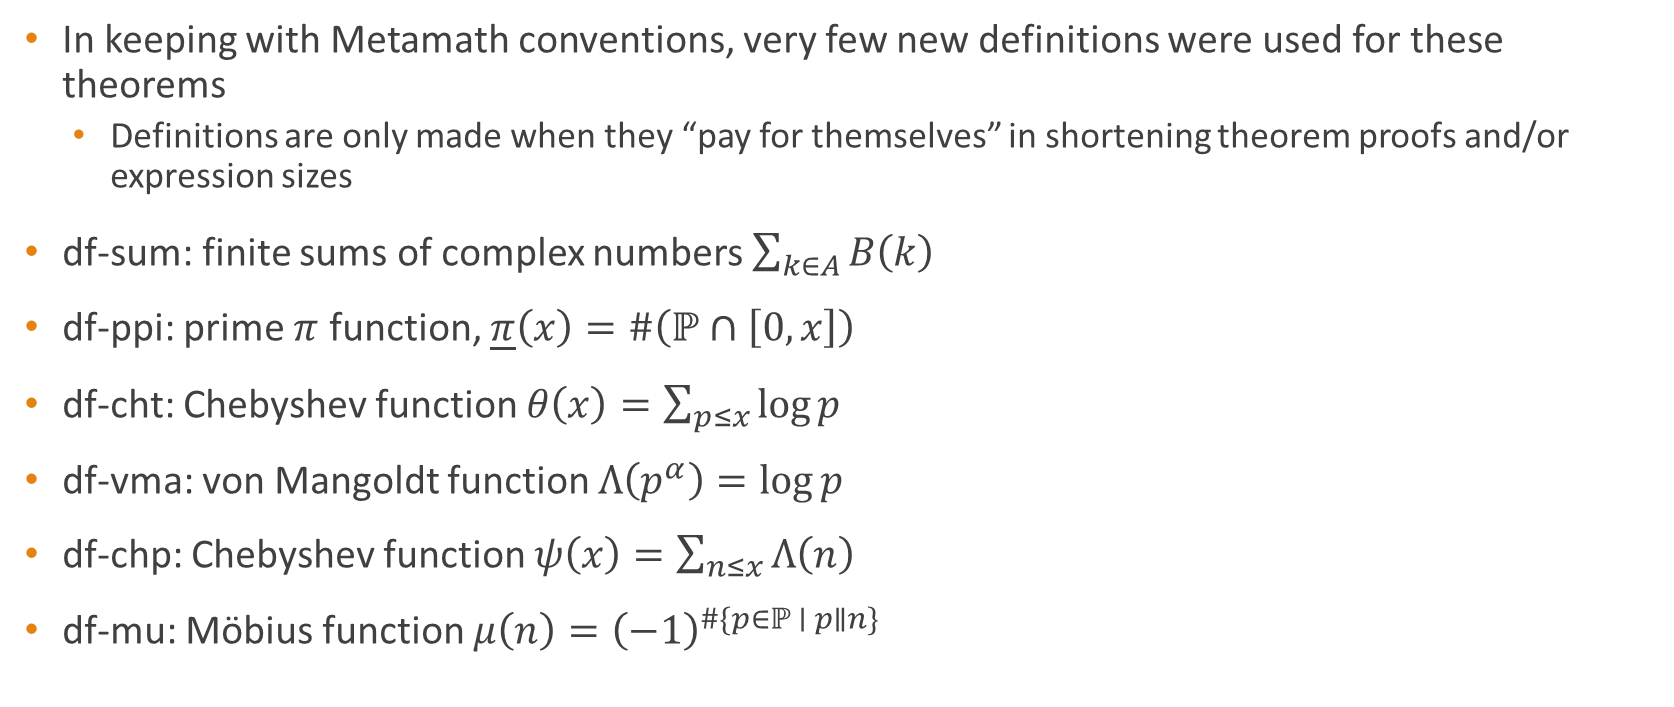 • In keeping with Metamath conventions, very few new definitions were used for these
theorems
• Definitions are only made when they “pay for themselves” in shortening theorem proofs and/or
expression sizes
• df-sum: finite sums of complex numbers ∑_{k∈A} B(k)
• df-ppi: prime π function, π(x) = #(ℙ ∩ [0, x])
• df-cht: Chebyshev function θ(x) = ∑_{p≤x} log p
• df-vma: von Mangoldt function Λ(p^α) = log p
• df-chp: Chebyshev function ψ(x) = ∑_{n≤x} Λ(n)
• df-mu: Möbius function μ(n) = (−1)^{#{p∈ℙ | p∥n}}